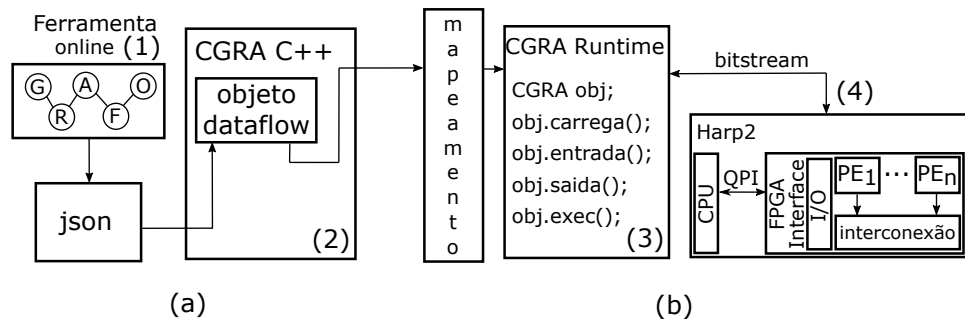 Ferramenta
online (1)
G R A F O
json
CGRA C++
objeto
dataflow
(2)
(a)
mapeamento
CGRA Runtime
CGRA obj;
obj.carrega();
obj.entrada();
obj.saida();
obj.exec();
(3)
bitstream
(4)
Harp2
CPU
QPI
FPGA
Interface
I/O
PE1 ... PEn
interconexão
(b)